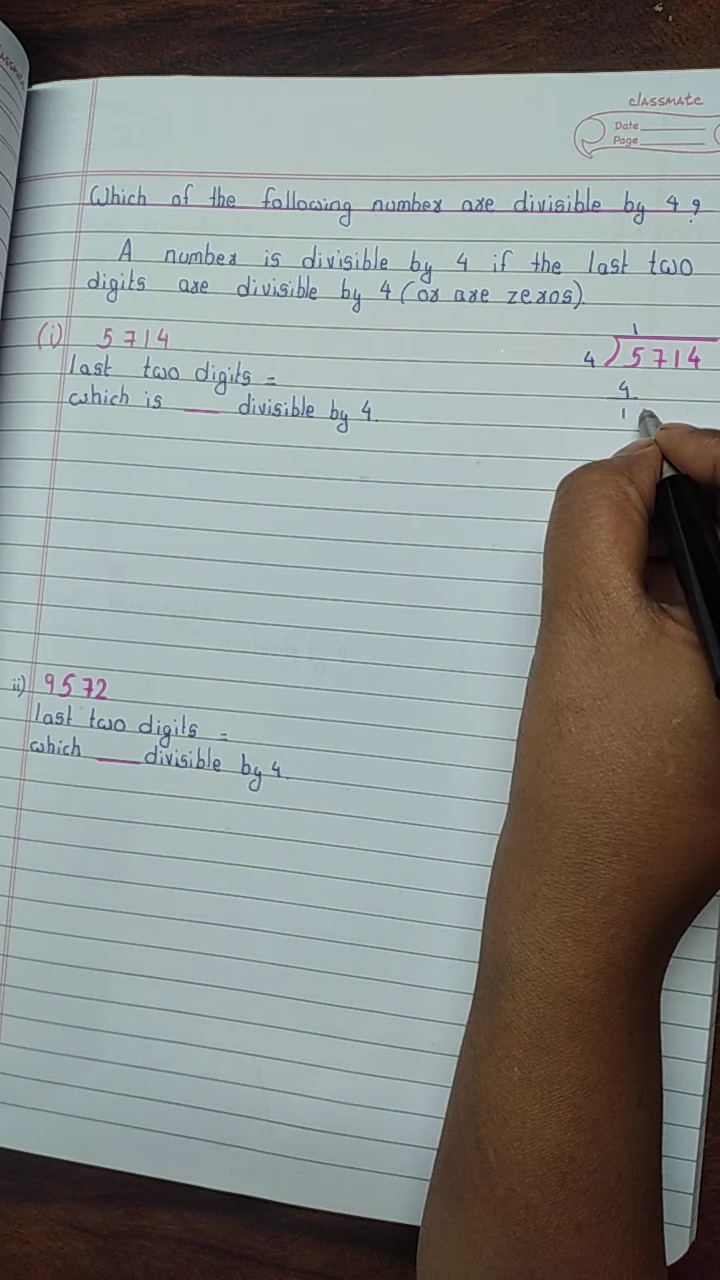 classmate
Date
Page
Which of the following number are divisible by 4?
A number is divisible by 4 if the last two
digits are divisible by 4 (or are zeros).
(i) 5714
last two digits =
which is __ divisible by 4.
1
4 ) 5714
4
1
ii) 9572
last two digits =
which __ divisible by 4.